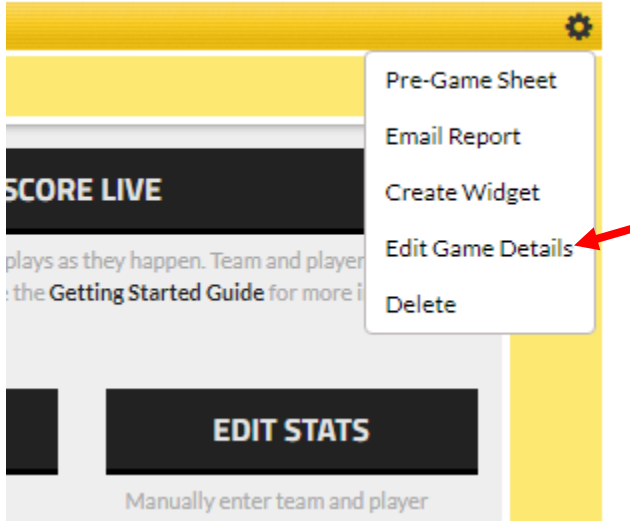 Pre-Game Sheet
Email Report
Create Widget
Edit Game Details
Delete
SCORE LIVE
plays as they happen. Team and player
the Getting Started Guide for more
EDIT STATS
Manually enter team and player